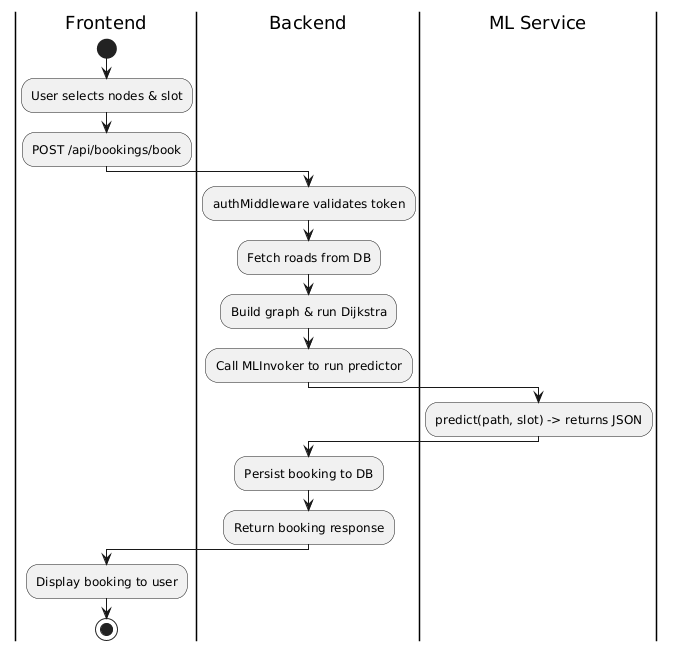 Frontend
Backend
ML Service
User selects nodes & slot
POST /api/bookings/book
authMiddleware validates token
Fetch roads from DB
Build graph & run Dijkstra
Call MLInvoker to run predictor
predict(path, slot) -> returns JSON
Persist booking to DB
Return booking response
Display booking to user